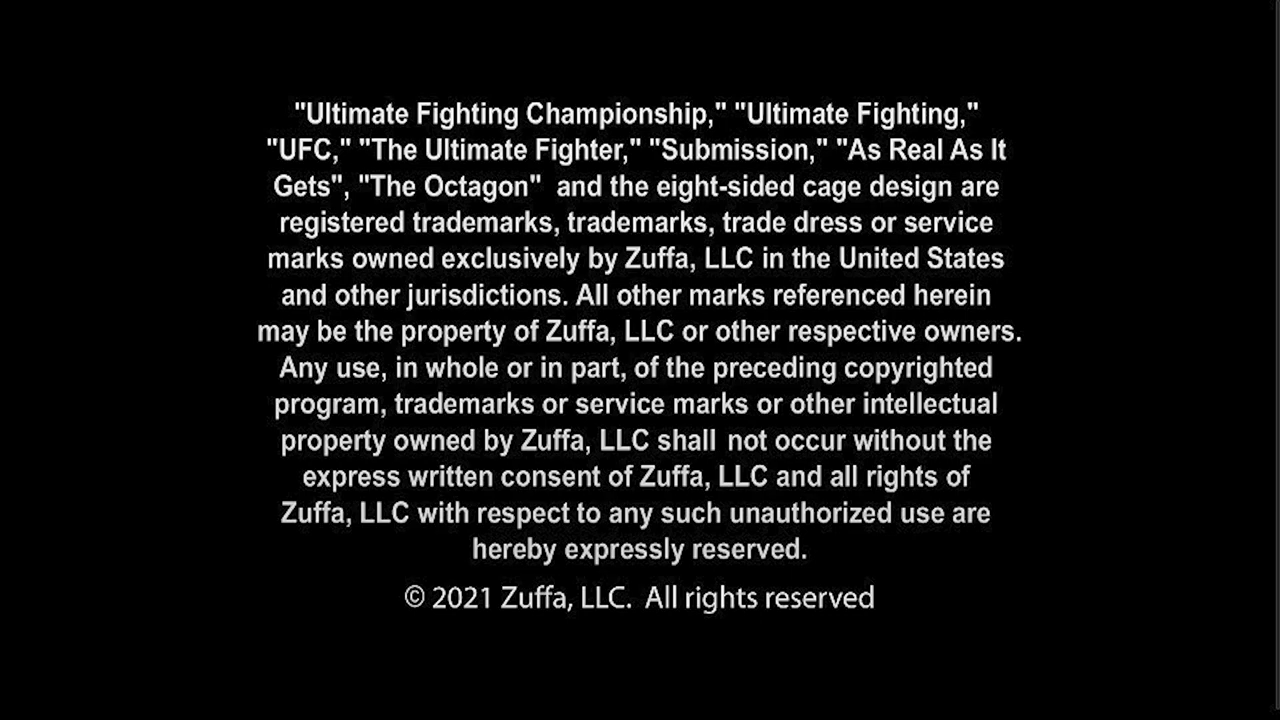 "Ultimate Fighting Championship," "Ultimate Fighting,"
"UFC," "The Ultimate Fighter," "Submission," "As Real As It
Gets", "The Octagon"  and the eight-sided cage design are
registered trademarks, trademarks, trade dress or service
marks owned exclusively by Zuffa, LLC in the United States
and other jurisdictions. All other marks referenced herein
may be the property of Zuffa, LLC or other respective owners.
Any use, in whole or in part, of the preceding copyrighted
program, trademarks or service marks or other intellectual
property owned by Zuffa, LLC shall not occur without the
express written consent of Zuffa, LLC and all rights of
Zuffa, LLC with respect to any such unauthorized use are
hereby expressly reserved.
© 2021 Zuffa, LLC.  All rights reserved